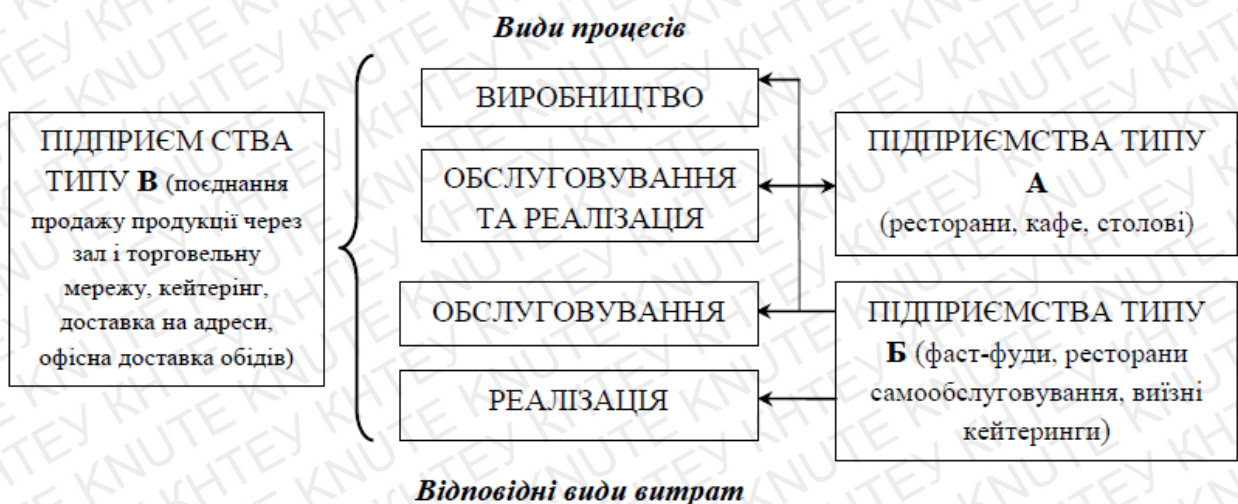 Види процесів
ПІДПРИЄМ СТВА
ТИПУ В (поєднання
продажу продукції через
зал і торговельну
мережу, кейтерінг,
доставка на адреси,
офісна доставка обідів)
ВИРОБНИЦТВО
ОБСЛУГОВУВАННЯ
ТА РЕАЛІЗАЦІЯ
ОБСЛУГОВУВАННЯ
РЕАЛІЗАЦІЯ
ПІДПРИЄМСТВА ТИПУ
А
(ресторани, кафе, столові)
ПІДПРИЄМСТВА ТИПУ
Б (фаст-фуди, ресторани
самообслуговування, виїзні
кейтеринги)
Відповідні види витрат